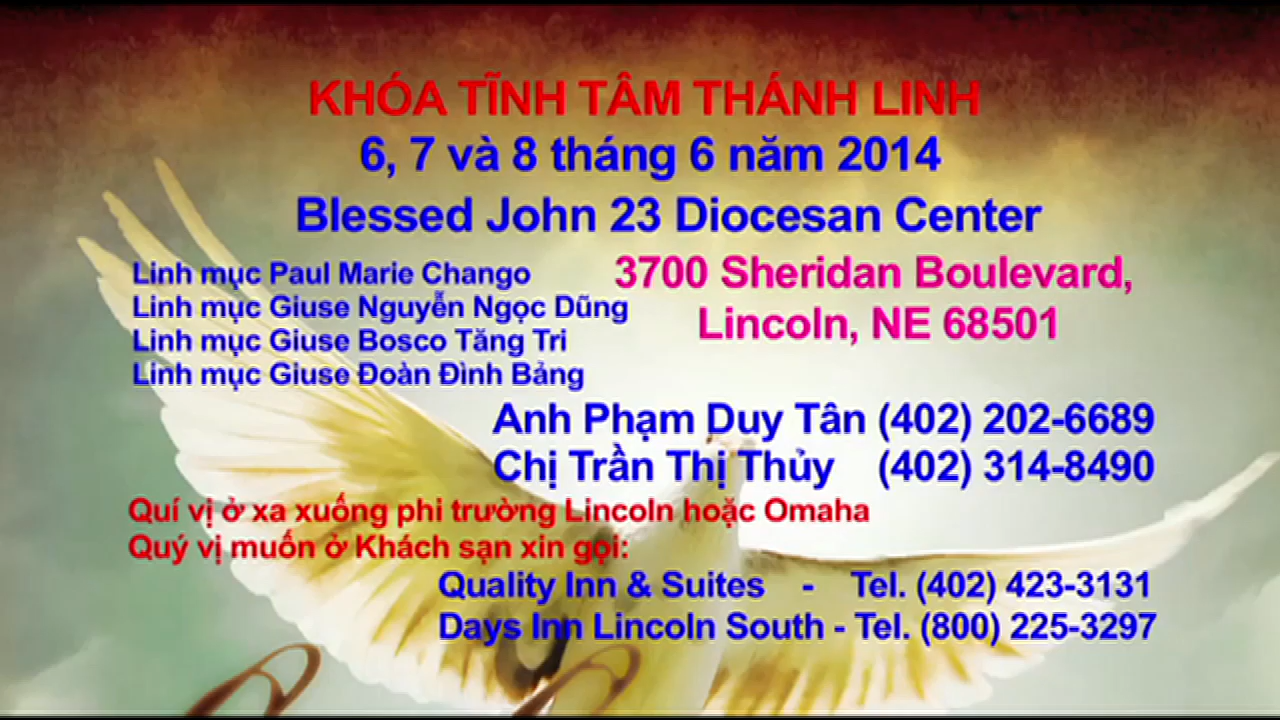 KHÓA TĨNH TÂM THÁNH LINH
6, 7 và 8 tháng 6 năm 2014
Blessed John 23 Diocesan Center
Linh mục Paul Marie Chango
Linh mục Giuse Nguyễn Ngọc Dũng
Linh mục Giuse Bosco Tăng Tri
Linh mục Giuse Đoàn Đình Bảng
3700 Sheridan Boulevard,
Lincoln, NE 68501
Anh Phạm Duy Tân (402) 202-6689
Chị Trần Thị Thủy (402) 314-8490
Quí vị ở xa xuống phi trường Lincoln hoặc Omaha
Quý vị muốn ở Khách sạn xin gọi:
Quality Inn & Suites - Tel. (402) 423-3131
Days Inn Lincoln South - Tel. (800) 225-3297